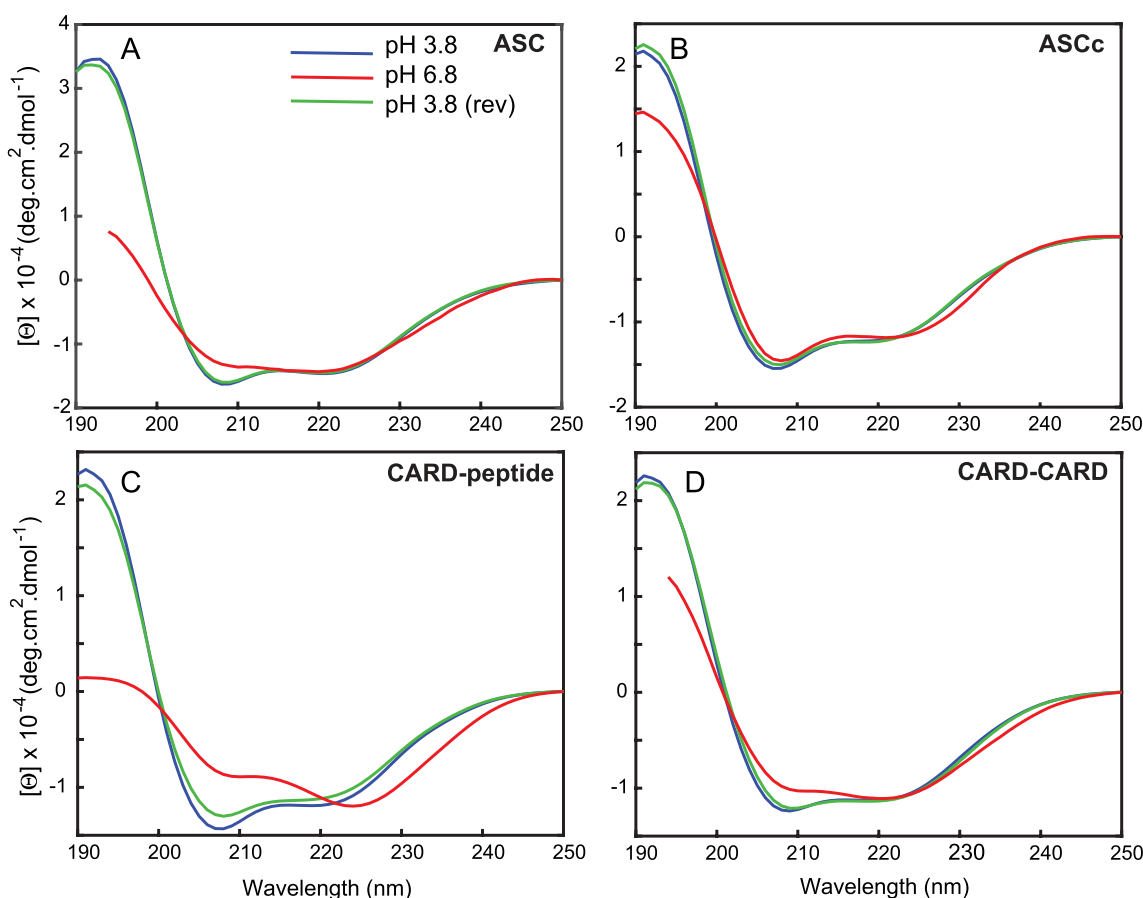 A
ASC
pH 3.8
pH 6.8
pH 3.8 (rev)
4
3
2
1
0
-1
-2
190 200 210 220 230 240 250
[Θ] x 10⁻⁴ (deg.cm².dmol⁻¹)
B
ASCc
2
1
0
-1
-2
190 200 210 220 230 240 250
C
CARD-peptide
2
1
0
-1
190 200 210 220 230 240 250
[Θ] x 10⁻⁴ (deg.cm².dmol⁻¹)
Wavelength (nm)
D
CARD-CARD
2
1
0
-1
190 200 210 220 230 240 250
Wavelength (nm)